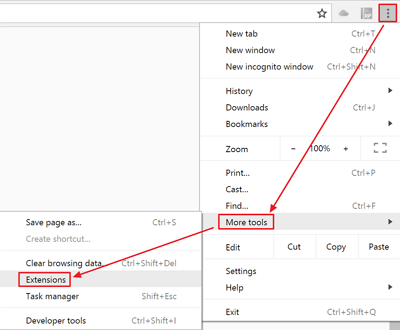 New tab Ctrl+T
New window Ctrl+N
New incognito window Ctrl+Shift+N
History
Downloads Ctrl+J
Bookmarks
Zoom − 100% +
Print... Ctrl+P
Cast...
Find... Ctrl+F
More tools
Edit Cut Copy Paste
Settings
Help
Exit Ctrl+Shift+Q
Save page as... Ctrl+S
Create shortcut...
Clear browsing data... Ctrl+Shift+Del
Extensions
Task manager Shift+Esc
Developer tools Ctrl+Shift+I